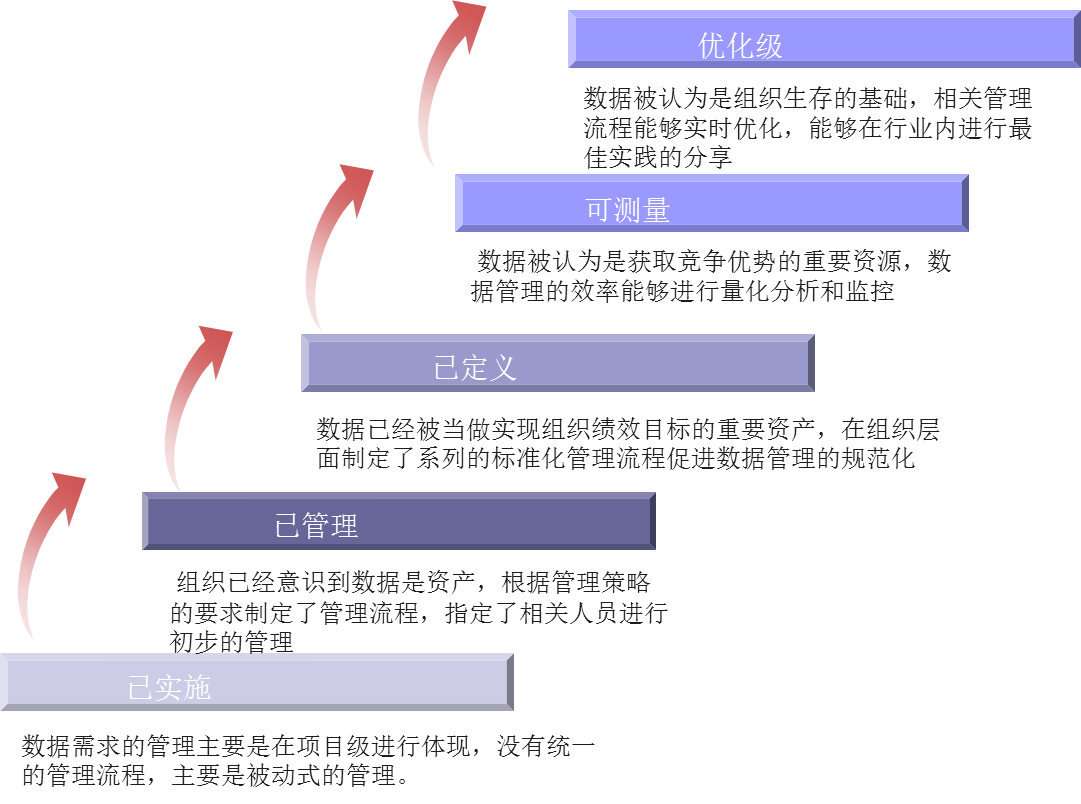 优化级
数据被认为是组织生存的基础，相关管理
流程能够实时优化，能够在行业内进行最
佳实践的分享
可测量
数据被认为是获取竞争优势的重要资源，数
据管理的效率能够进行量化分析和监控
已定义
数据已经被当做实现组织绩效目标的重要资产，在组织层
面制定了系列的标准化管理流程促进数据管理的规范化
已管理
组织已经意识到数据是资产，根据管理策略
的要求制定了管理流程，指定了相关人员进行
初步的管理
已实施
数据需求的管理主要是在项目级进行体现，没有统一
的管理流程，主要是被动式的管理。